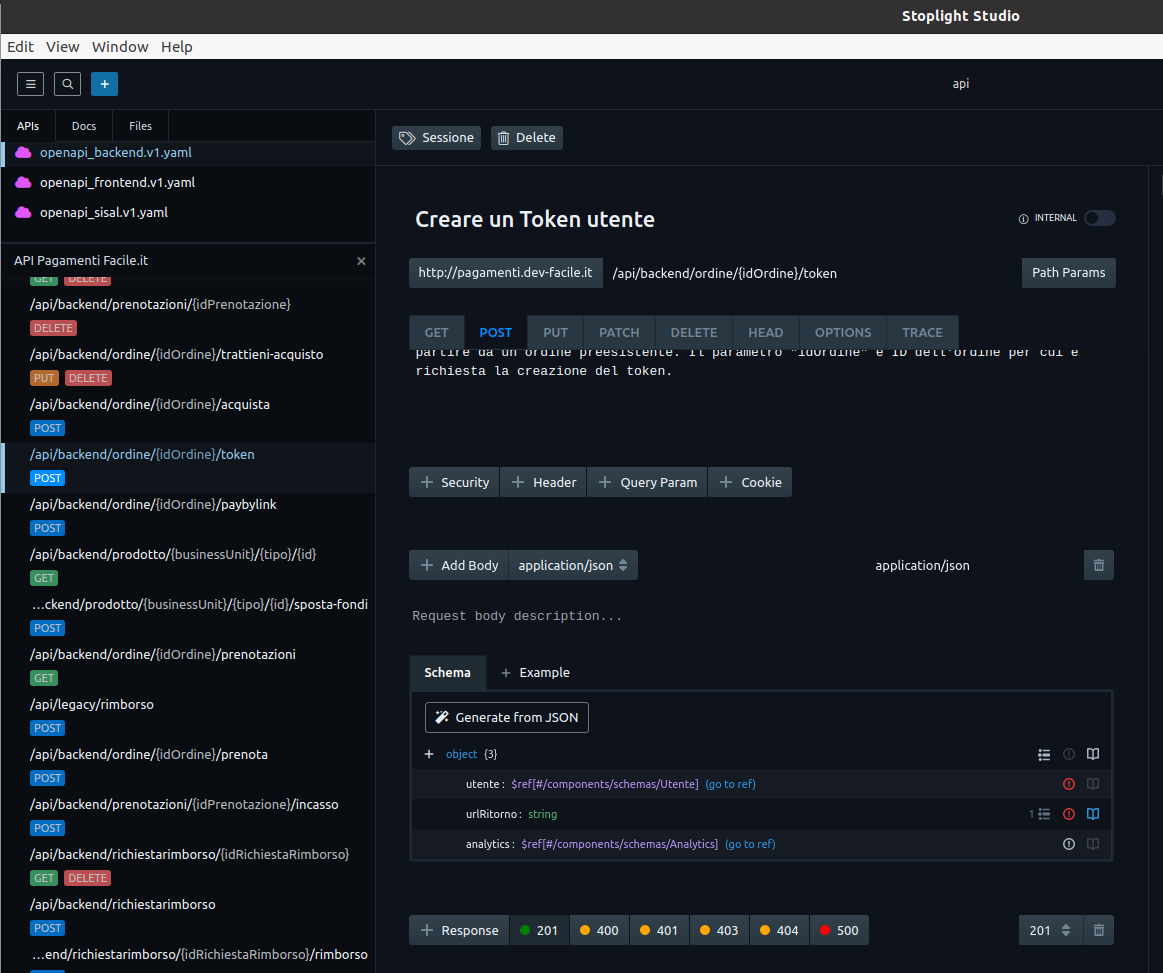 Stoplight Studio
Edit View Window Help
+ api
APIs Docs Files
openapi_backend.v1.yaml
openapi_frontend.v1.yaml
openapi_sisal.v1.yaml
API Pagamenti Facile.it ×
GET DELETE
/api/backend/prenotazioni/{idPrenotazione}
DELETE
/api/backend/ordine/{idOrdine}/trattieni-acquisto
PUT DELETE
/api/backend/ordine/{idOrdine}/acquista
POST
/api/backend/ordine/{idOrdine}/token
POST
/api/backend/ordine/{idOrdine}/paybylink
POST
/api/backend/prodotto/{businessUnit}/{tipo}/{id}
GET
...ckend/prodotto/{businessUnit}/{tipo}/{id}/sposta-fondi
POST
/api/backend/ordine/{idOrdine}/prenotazioni
GET
/api/legacy/rimborso
POST
/api/backend/ordine/{idOrdine}/prenota
POST
/api/backend/prenotazioni/{idPrenotazione}/incasso
POST
/api/backend/richiestarimborso/{idRichiestaRimborso}
GET DELETE
/api/backend/richiestarimborso
POST
...end/richiestarimborso/{idRichiestaRimborso}/rimborso
Sessione Delete
Creare un Token utente
INTERNAL
http://pagamenti.dev-facile.it /api/backend/ordine/{idOrdine}/token Path Params
GET POST PUT PATCH DELETE HEAD OPTIONS TRACE
partire da un ordine preesistente. Il parametro "idOrdine" è ID dell'ordine per cui è
richiesta la creazione del token.
+ Security + Header + Query Param + Cookie
+ Add Body application/json application/json
Request body description...
Schema + Example
Generate from JSON
+ object {3}
utente: $ref[#/components/schemas/Utente] (go to ref)
urlRitorno: string 1
analytics: $ref[#/components/schemas/Analytics] (go to ref)
+ Response 201 400 401 403 404 500 201